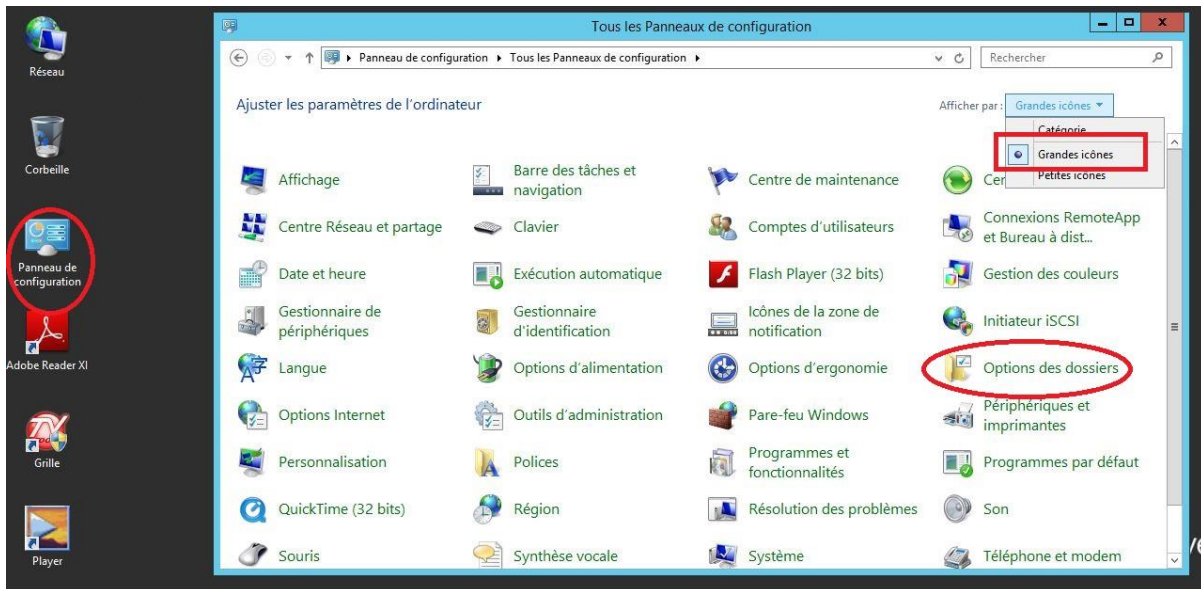 Réseau
Corbeille
Panneau de
configuration
Adobe Reader XI
Grille
Player
Tous les Panneaux de configuration
Panneau de configuration
Tous les Panneaux de configuration
Rechercher
Ajuster les paramètres de l'ordinateur
Afficher par :
Grandes icônes
Catégorie
Grandes icônes
Petites icônes
Affichage
Barre des tâches et
navigation
Centre de maintenance
Centre Réseau et partage
Clavier
Comptes d'utilisateurs
Connexions RemoteApp
et Bureau à dist...
Date et heure
Exécution automatique
Flash Player (32 bits)
Gestion des couleurs
Gestionnaire de
périphériques
Gestionnaire
d'identification
Icônes de la zone de
notification
Initiateur iSCSI
Langue
Options d'alimentation
Options d'ergonomie
Options des dossiers
Options Internet
Outils d'administration
Pare-feu Windows
Périphériques et
imprimantes
Personnalisation
Polices
Programmes et
fonctionnalités
Programmes par défaut
QuickTime (32 bits)
Région
Résolution des problèmes
Son
Souris
Synthèse vocale
Système
Téléphone et modem